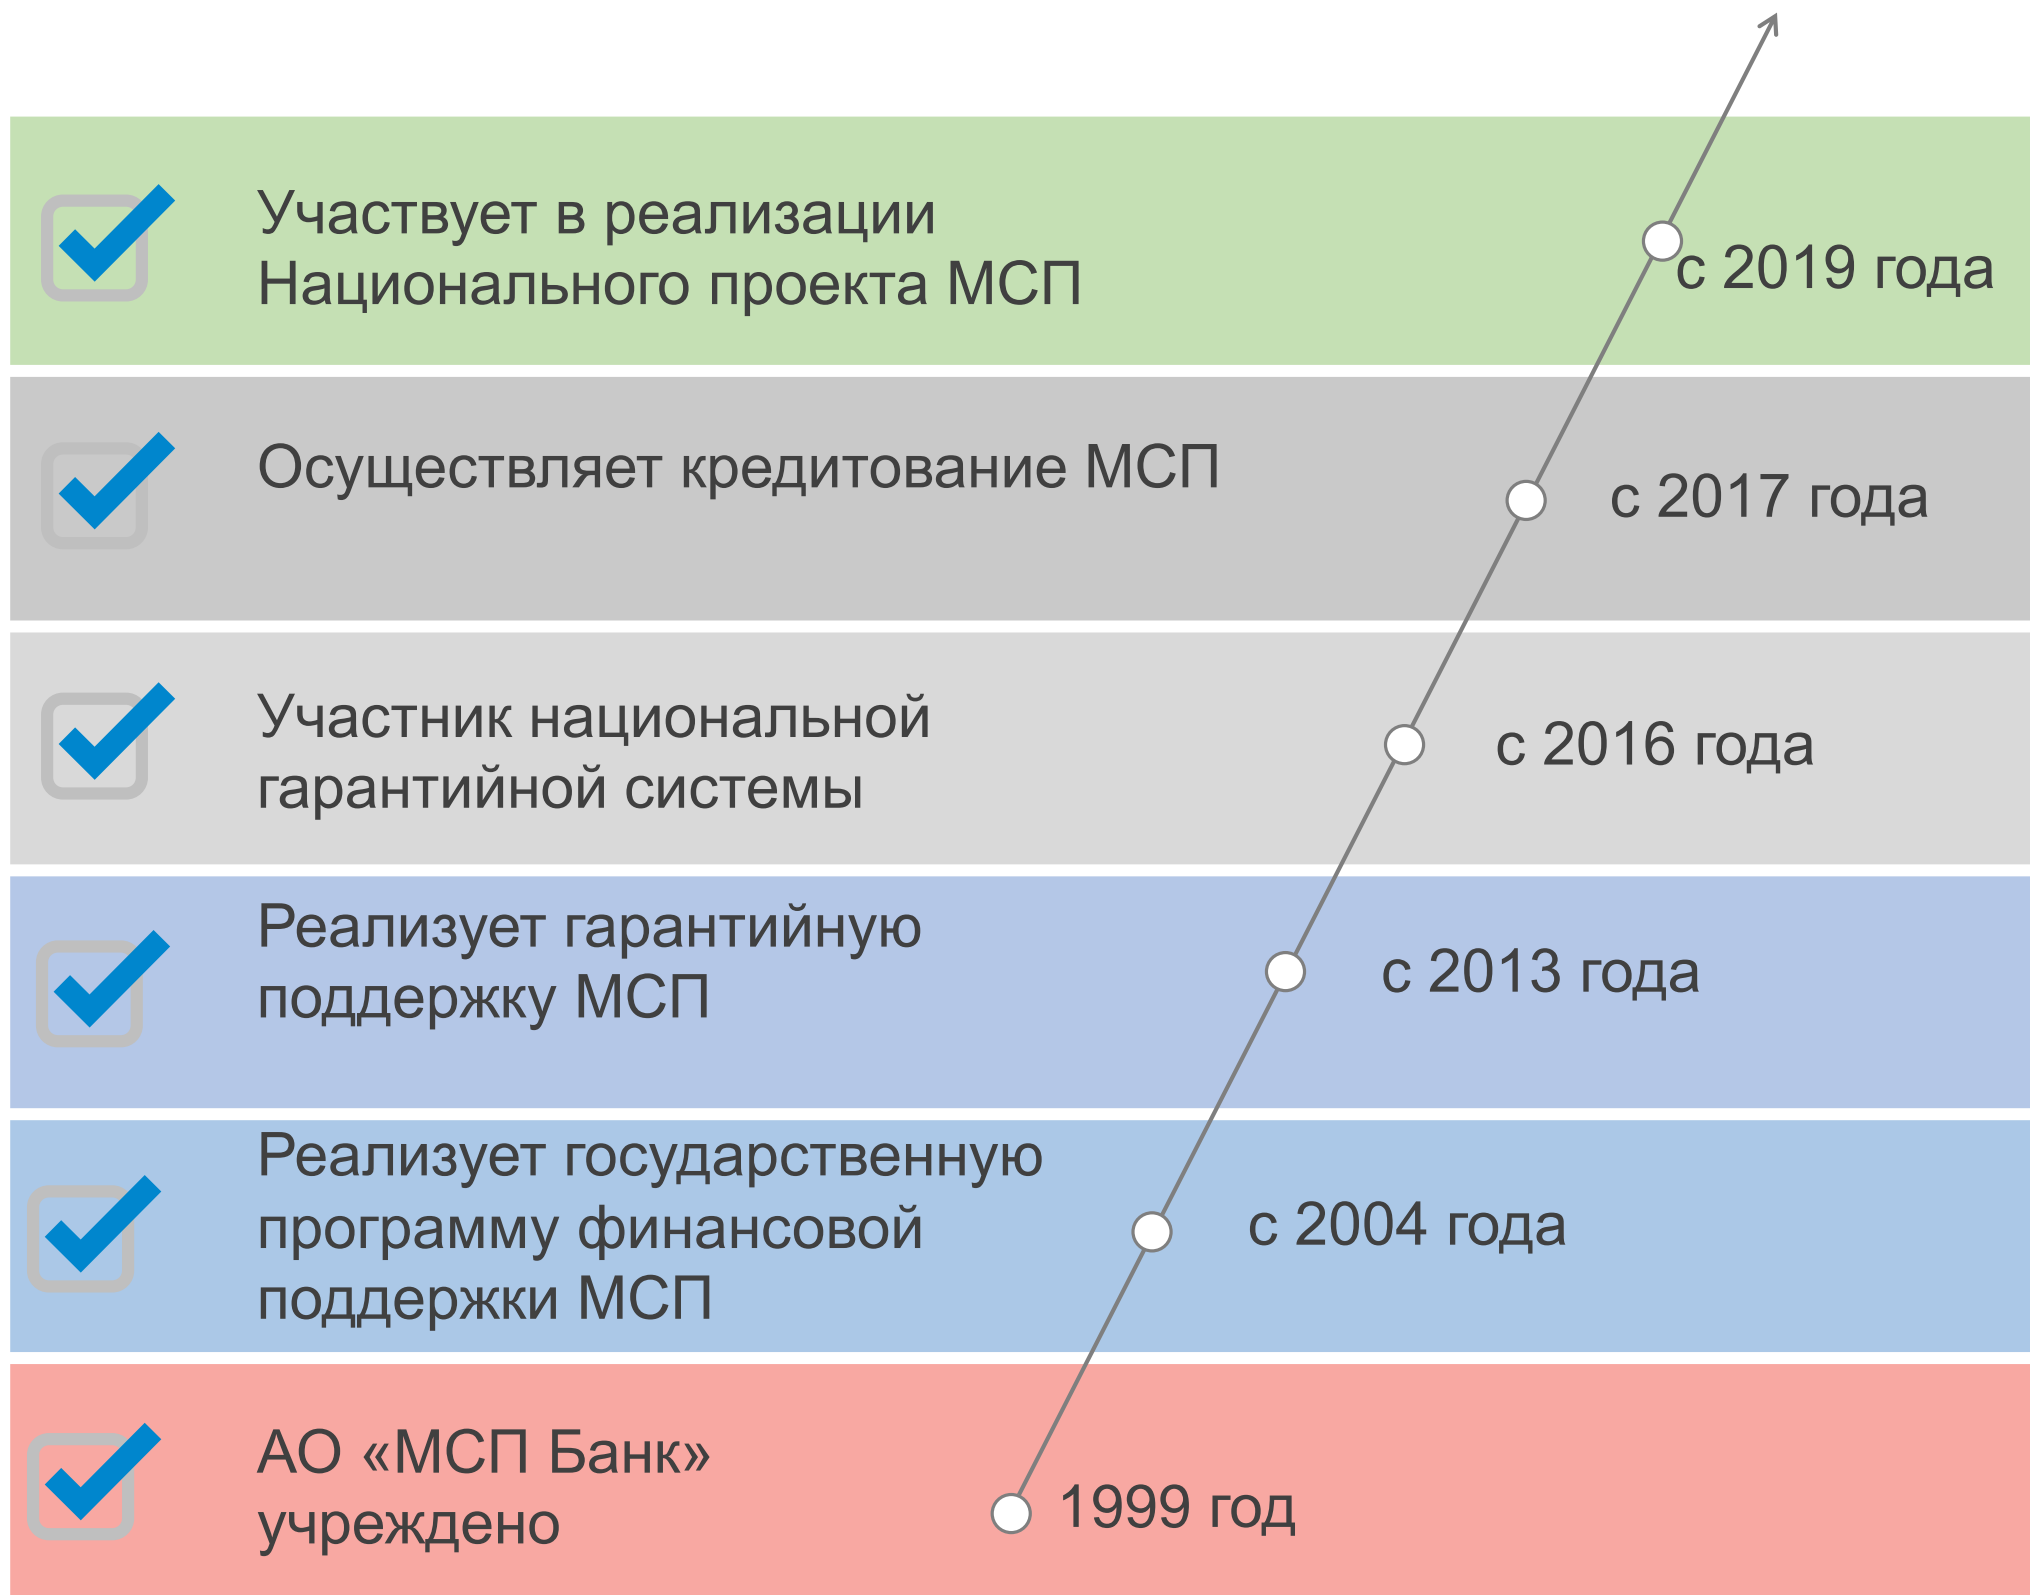 Участвует в реализации
Национального проекта МСП
с 2019 года
Осуществляет кредитование МСП
с 2017 года
Участник национальной
гарантийной системы
с 2016 года
Реализует гарантийную
поддержку МСП
с 2013 года
Реализует государственную
программу финансовой
поддержки МСП
с 2004 года
АО «МСП Банк»
учреждено
1999 год